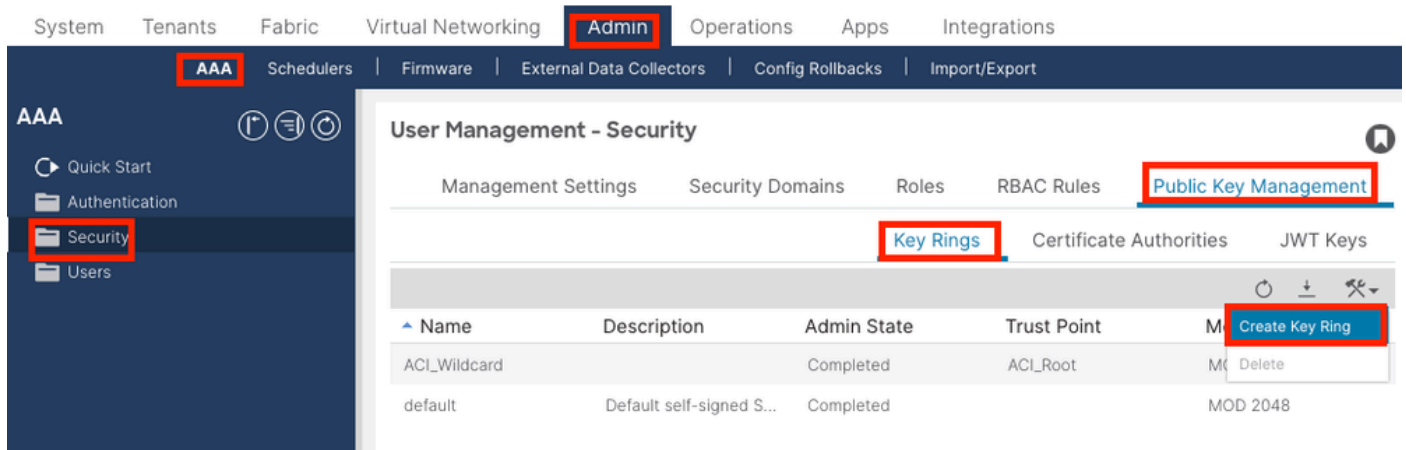 System Tenants Fabric Virtual Networking Admin Operations Apps Integrations
AAA Schedulers | Firmware | External Data Collectors | Config Rollbacks | Import/Export
AAA
Quick Start
Authentication
Security
Users
User Management - Security
Management Settings Security Domains Roles RBAC Rules Public Key Management
Key Rings Certificate Authorities JWT Keys
Name Description Admin State Trust Point
Create Key Ring
ACI_Wildcard Completed ACI_Root
Delete
default Default self-signed S... Completed MOD 2048